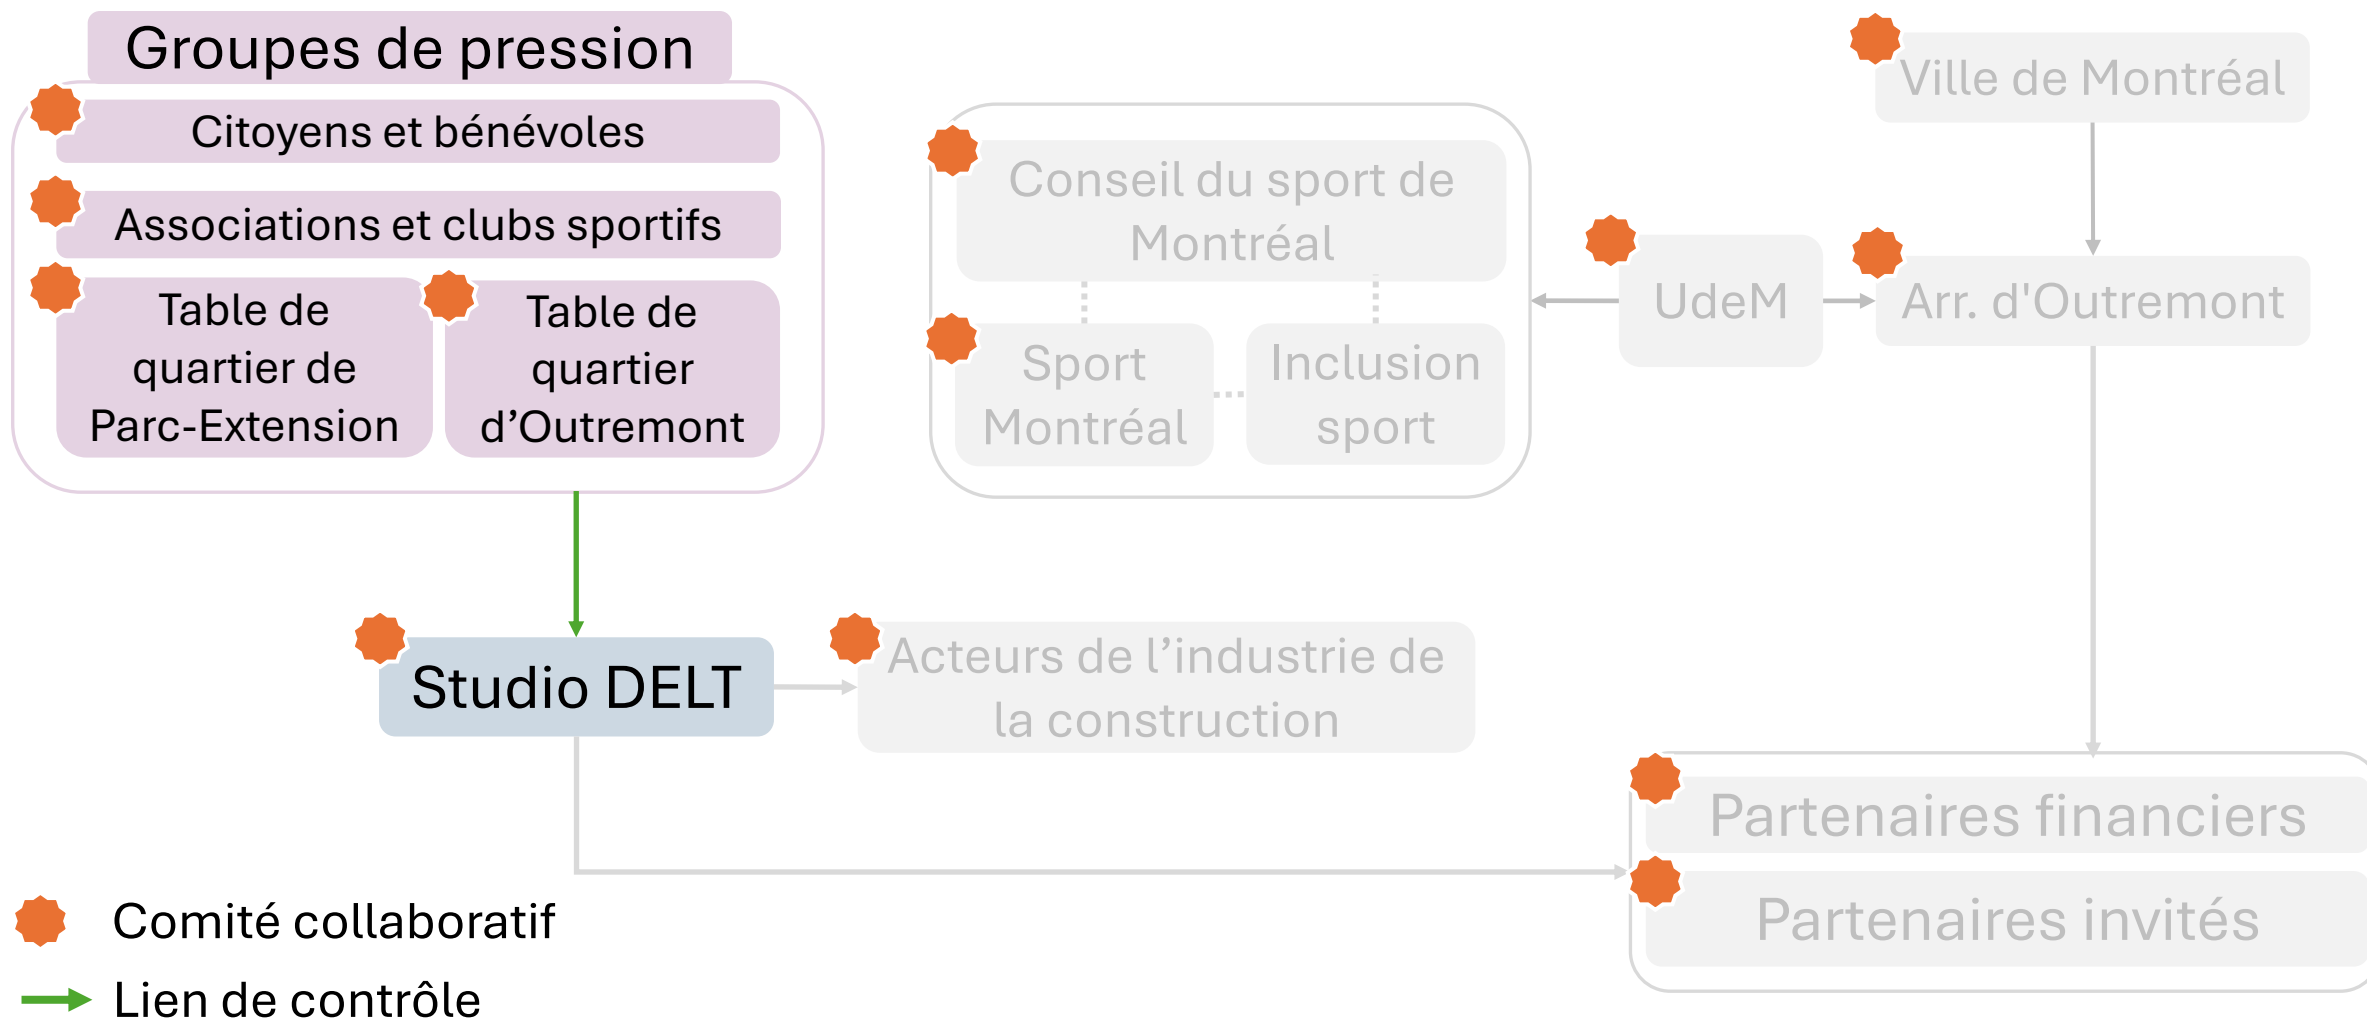 Groupes de pression
Citoyens et bénévoles
Associations et clubs sportifs
Table de
quartier de
Parc-Extension
Table de
quartier
d’Outremont
Conseil du sport de
Montréal
Sport
Montréal
Inclusion
sport
UdeM
Ville de Montréal
Arr. d'Outremont
Studio DELT
Acteurs de l’industrie de
la construction
Partenaires financiers
Partenaires invités
Comité collaboratif
Lien de contrôle